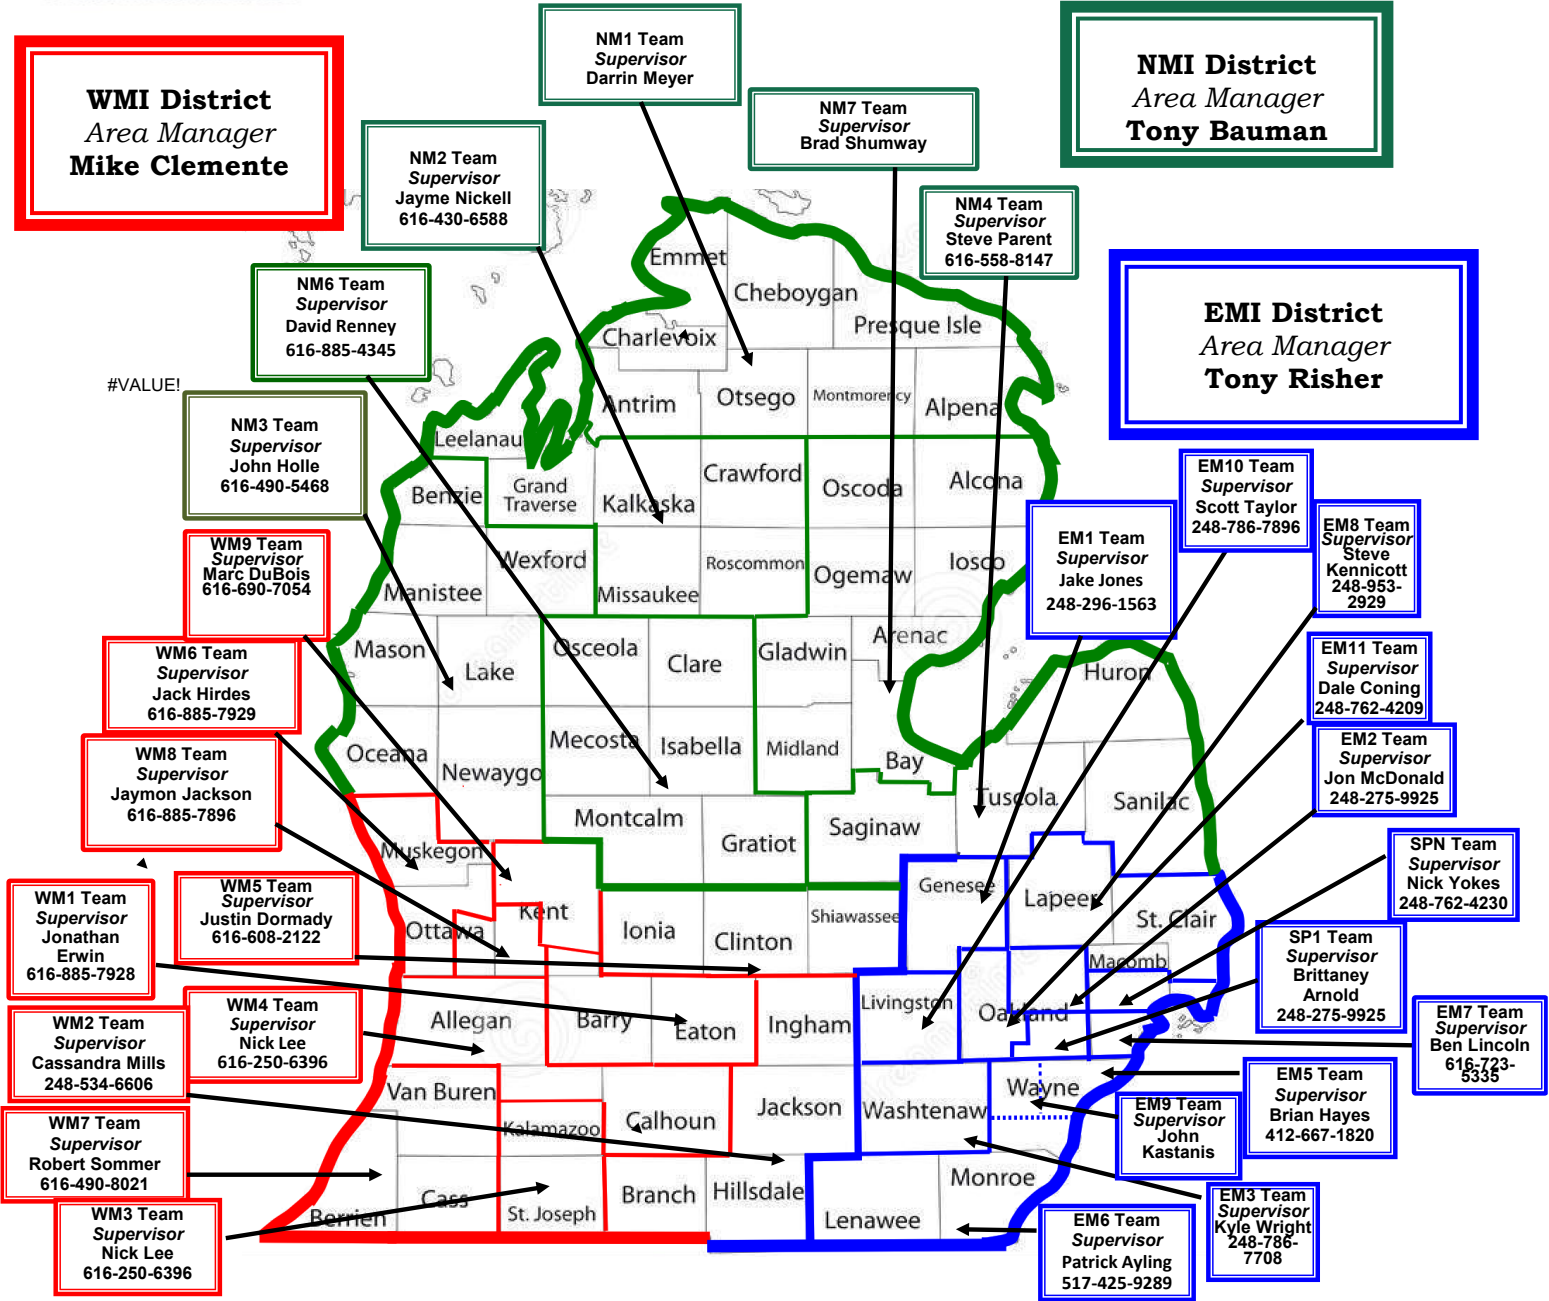 WMI District
Area Manager
Mike Clemente
NM1 Team
Supervisor
Darrin Meyer
NMI District
Area Manager
Tony Bauman
NM7 Team
Supervisor
Brad Shumway
NM2 Team
Supervisor
Jayme Nickell
616-430-6588
NM4 Team
Supervisor
Steve Parent
616-558-8147
EMI District
Area Manager
Tony Risher
NM6 Team
Supervisor
David Renney
616-885-4345
#VALUE!
NM3 Team
Supervisor
John Holle
616-490-5468
WM9 Team
Supervisor
Marc DuBois
616-690-7054
WM6 Team
Supervisor
Jack Hirdes
616-885-7929
WM8 Team
Supervisor
Jaymon Jackson
616-885-7896
WM1 Team
Supervisor
Jonathan
Erwin
616-885-7928
WM5 Team
Supervisor
Justin Dormady
616-608-2122
WM4 Team
Supervisor
Nick Lee
616-250-6396
WM2 Team
Supervisor
Cassandra Mills
248-534-6606
WM7 Team
Supervisor
Robert Sommer
616-490-8021
WM3 Team
Supervisor
Nick Lee
616-250-6396
EM10 Team
Supervisor
Scott Taylor
248-786-7896
EM1 Team
Supervisor
Jake Jones
248-296-1563
EM8 Team
Supervisor
Steve
Kennicott
248-953-
2929
EM11 Team
Supervisor
Dale Coning
248-762-4209
EM2 Team
Supervisor
Jon McDonald
248-275-9925
SPN Team
Supervisor
Nick Yokes
248-762-4230
SP1 Team
Supervisor
Brittaney
Arnold
248-275-9925
EM7 Team
Supervisor
Ben Lincoln
616-723-
5335
EM5 Team
Supervisor
Brian Hayes
412-667-1820
EM9 Team
Supervisor
John
Kastanis
EM3 Team
Supervisor
Kyle Wright
248-786-
7708
EM6 Team
Supervisor
Patrick Ayling
517-425-9289
Emmet
Cheboygan
Presque Isle
Charlevoix
Antrim
Otsego
Montmorency
Alpena
Leelanau
Benzie
Grand
Traverse
Kalkaska
Crawford
Oscoda
Alcona
Manistee
Wexford
Missaukee
Roscommon
Ogemaw
Iosco
Mason
Lake
Osceola
Clare
Gladwin
Arenac
Huron
Oceana
Newaygo
Mecosta
Isabella
Midland
Bay
Tuscola
Sanilac
Muskegon
Montcalm
Gratiot
Saginaw
Genesee
Lapeer
St. Clair
Ottawa
Kent
Ionia
Clinton
Shiawassee
Macomb
Allegan
Barry
Eaton
Ingham
Livingston
Oakland
Van Buren
Kalamazoo
Calhoun
Jackson
Washtenaw
Wayne
Berrien
Cass
St. Joseph
Branch
Hillsdale
Lenawee
Monroe